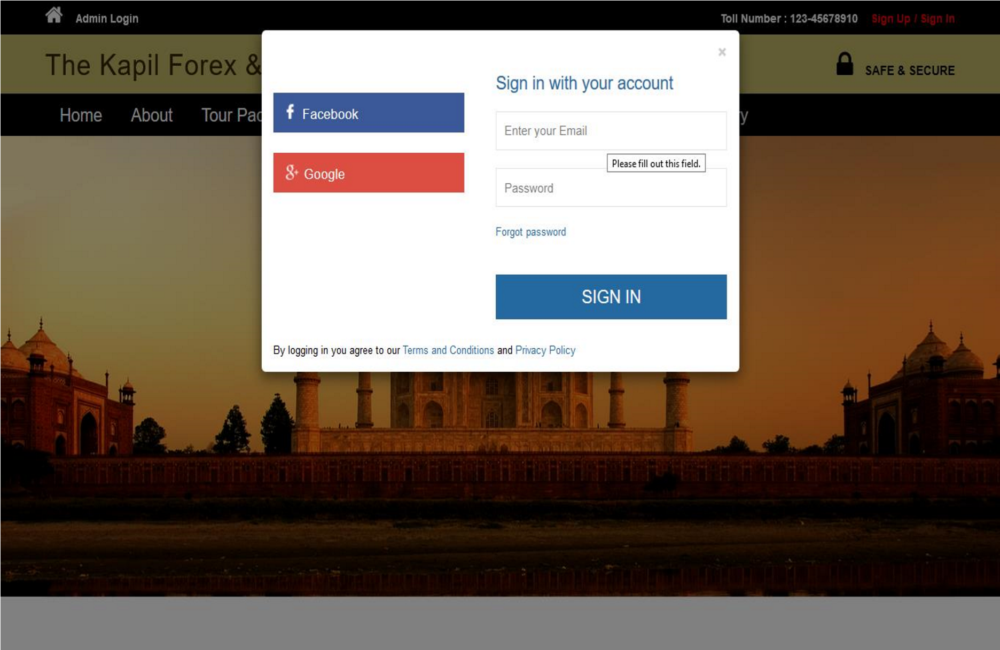 Admin Login
Toll Number : 123-45678910 Sign Up / Sign In
The Kapil Forex &
SAFE & SECURE
Home About Tour Pac
y
×
Facebook
Google
Sign in with your account
Enter your Email
Please fill out this field.
Password
Forgot password
SIGN IN
By logging in you agree to our Terms and Conditions and Privacy Policy